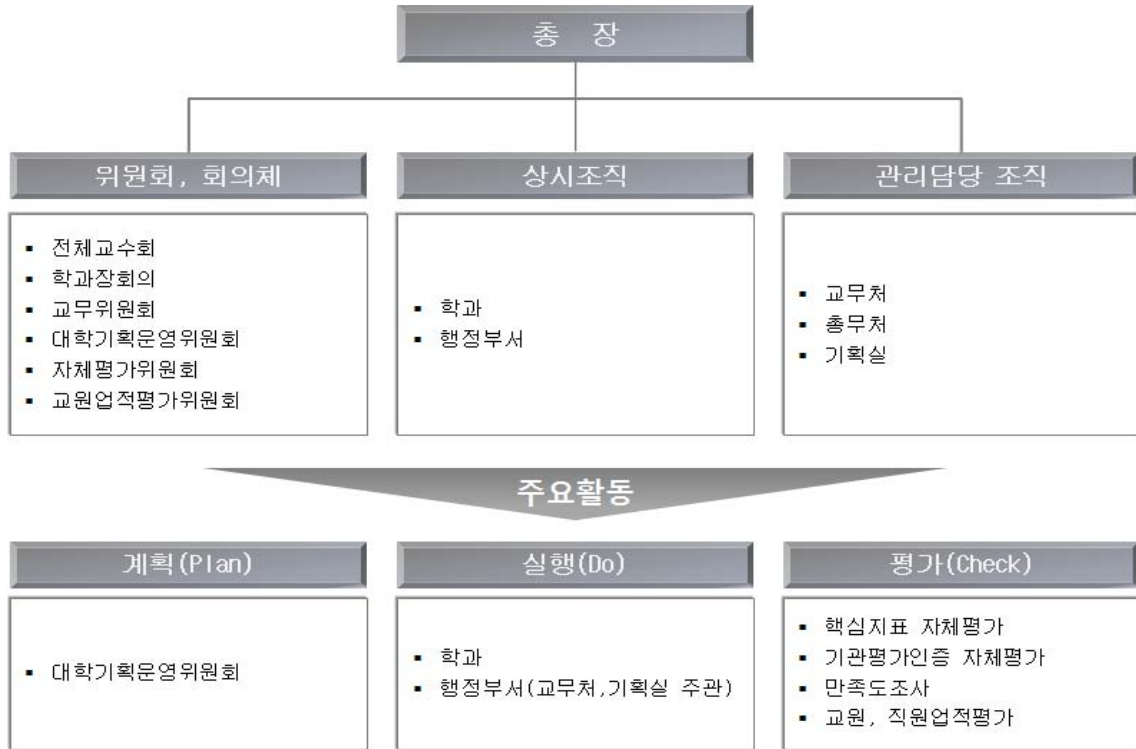 총 장
위원회, 회의체
▪ 전체교수회
▪ 학과장회의
▪ 교무위원회
▪ 대학기획운영위원회
▪ 자체평가위원회
▪ 교원업적평가위원회
상시조직
▪ 학과
▪ 행정부서
관리담당 조직
▪ 교무처
▪ 총무처
▪ 기획실
주요활동
계획(Plan)
▪ 대학기획운영위원회
실행(Do)
▪ 학과
▪ 행정부서(교무처,기획실 주관)
평가(Check)
▪ 핵심지표 자체평가
▪ 기관평가인증 자체평가
▪ 만족도조사
▪ 교원, 직원업적평가